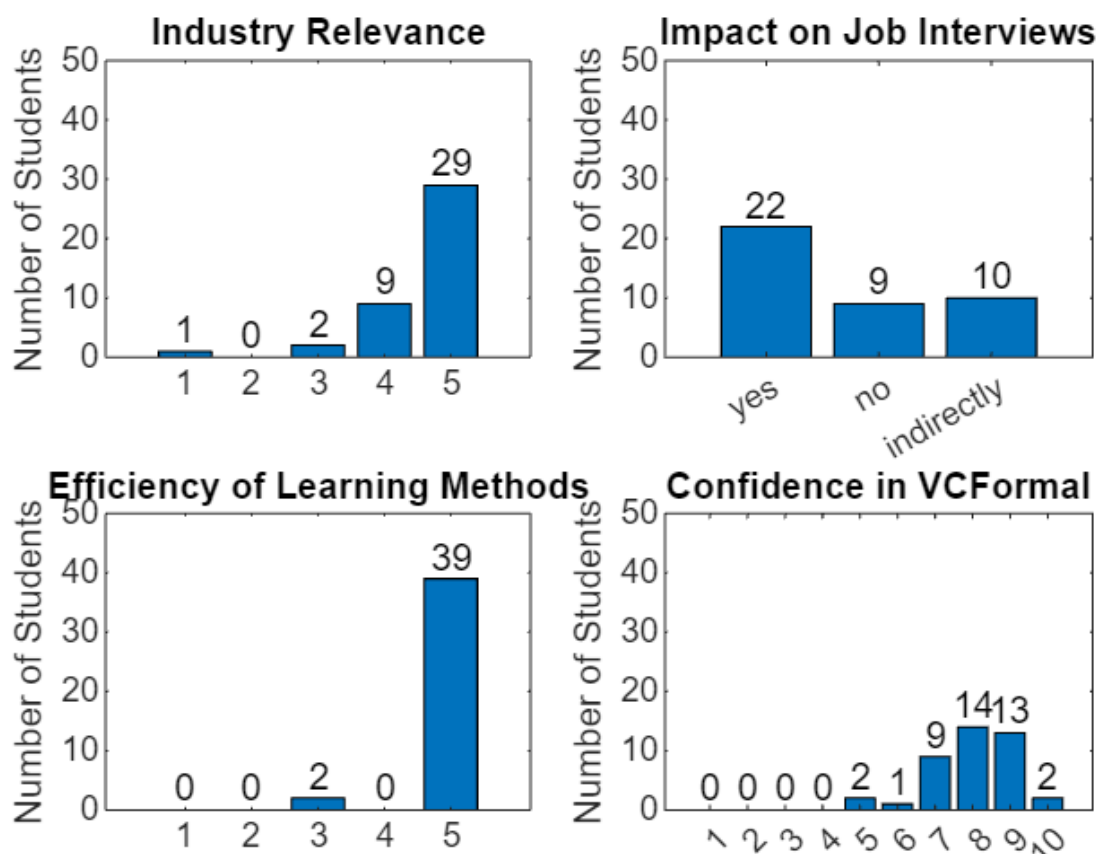 Industry Relevance
Number of Students
50
40
30
20
10
0
1
0
2
9
29
1 2 3 4 5
Impact on Job Interviews
Number of Students
50
40
30
20
10
0
22
9
10
yes no indirectly
Efficiency of Learning Methods
Number of Students
50
40
30
20
10
0
0
0
2
0
39
1 2 3 4 5
Confidence in VCFormal
Number of Students
50
40
30
20
10
0
0 0 0 0 2 1 9 14 13 2
1 2 3 4 5 6 7 8 9 10